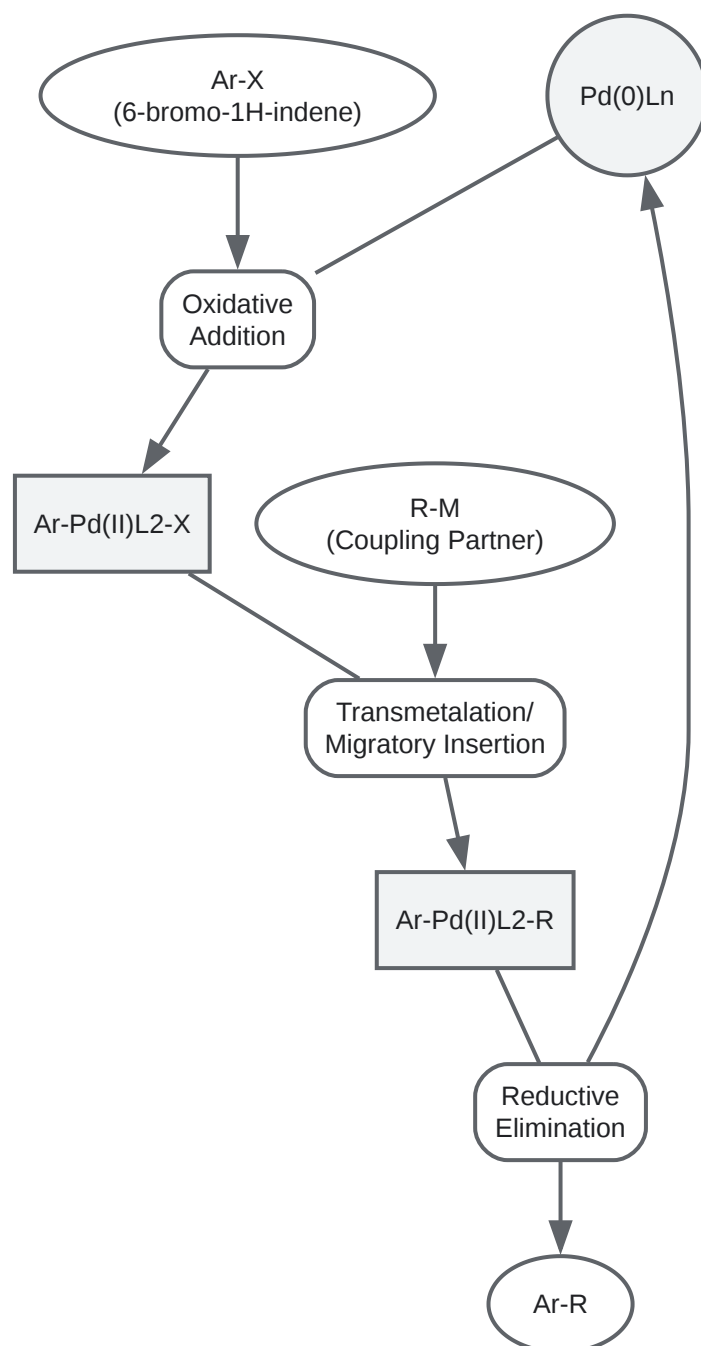 Ar-X
(6-bromo-1H-indene)
Pd(0)Ln
Oxidative
Addition
Ar-Pd(II)L2-X
R-M
(Coupling Partner)
Transmetalation/
Migratory Insertion
Ar-Pd(II)L2-R
Reductive
Elimination
Ar-R